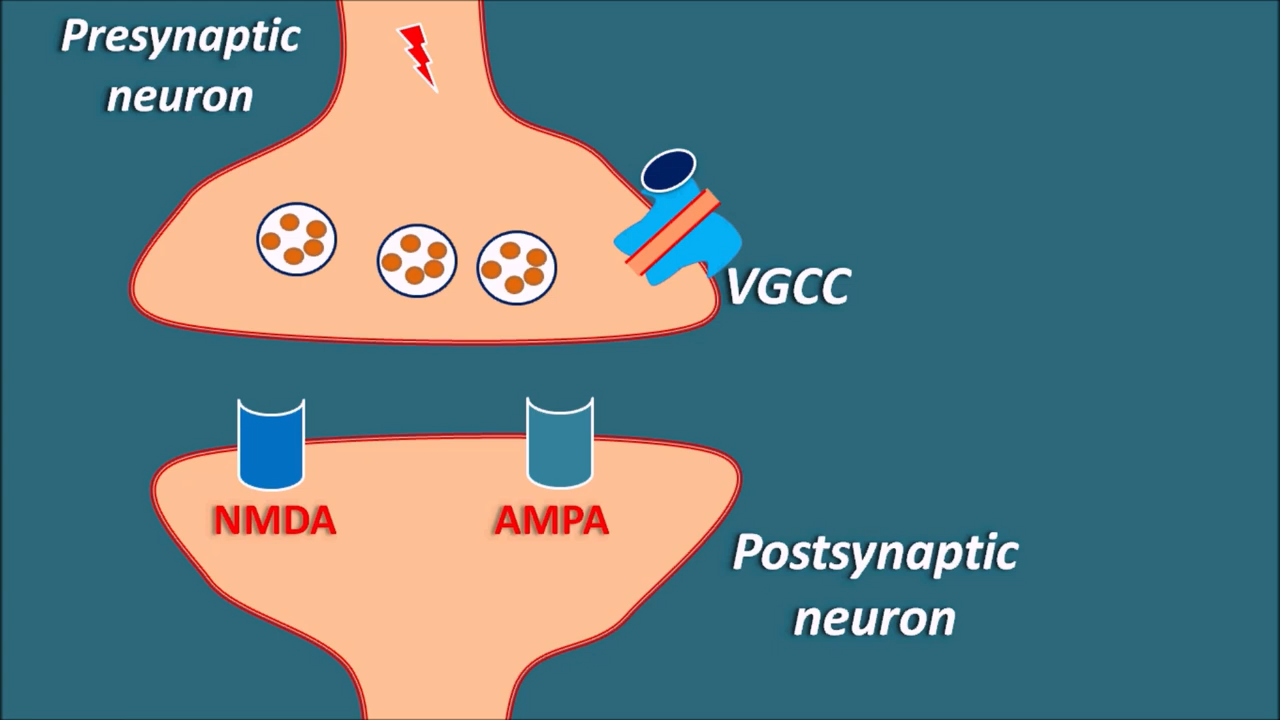 Presynaptic
neuron
VGCC
NMDA
AMPA
Postsynaptic
neuron